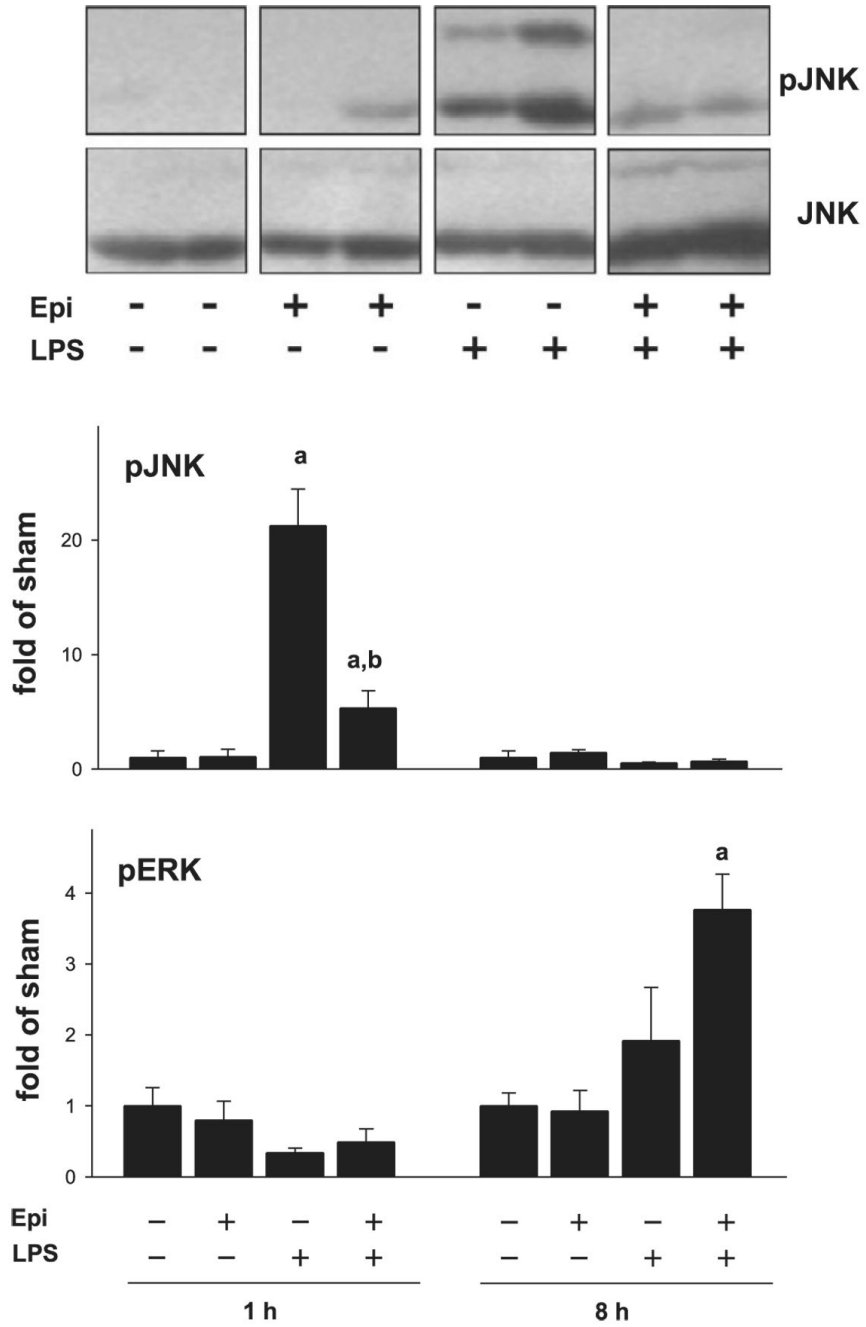 pJNK
JNK
Epi - - + + - - + +
LPS - - - - + + + +
pJNK
a
20
a,b
10
0
fold of sham
pERK
a
4
3
2
1
0
fold of sham
Epi − + − + − + − +
LPS − − + + − − + +
1 h 8 h